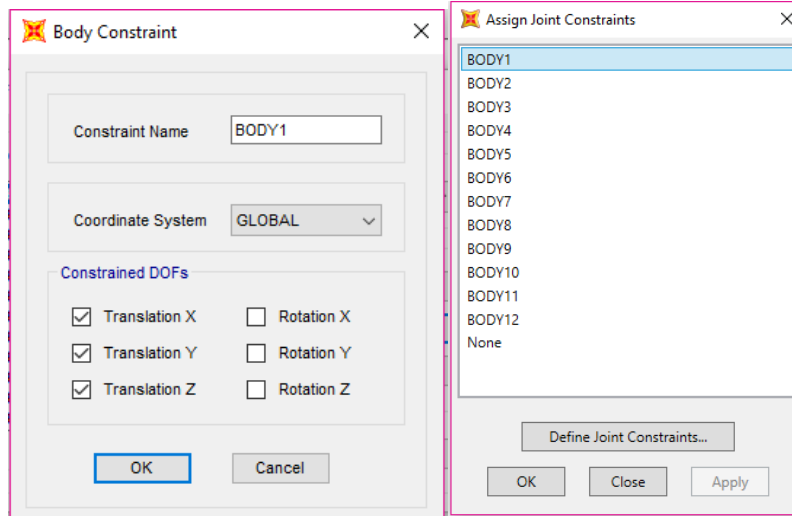 Body Constraint
Constraint Name BODY1
Coordinate System GLOBAL
Constrained DOFs
Translation X Rotation X
Translation Y Rotation Y
Translation Z Rotation Z
OK Cancel
Assign Joint Constraints
BODY1
BODY2
BODY3
BODY4
BODY5
BODY6
BODY7
BODY8
BODY9
BODY10
BODY11
BODY12
None
Define Joint Constraints...
OK Close Apply